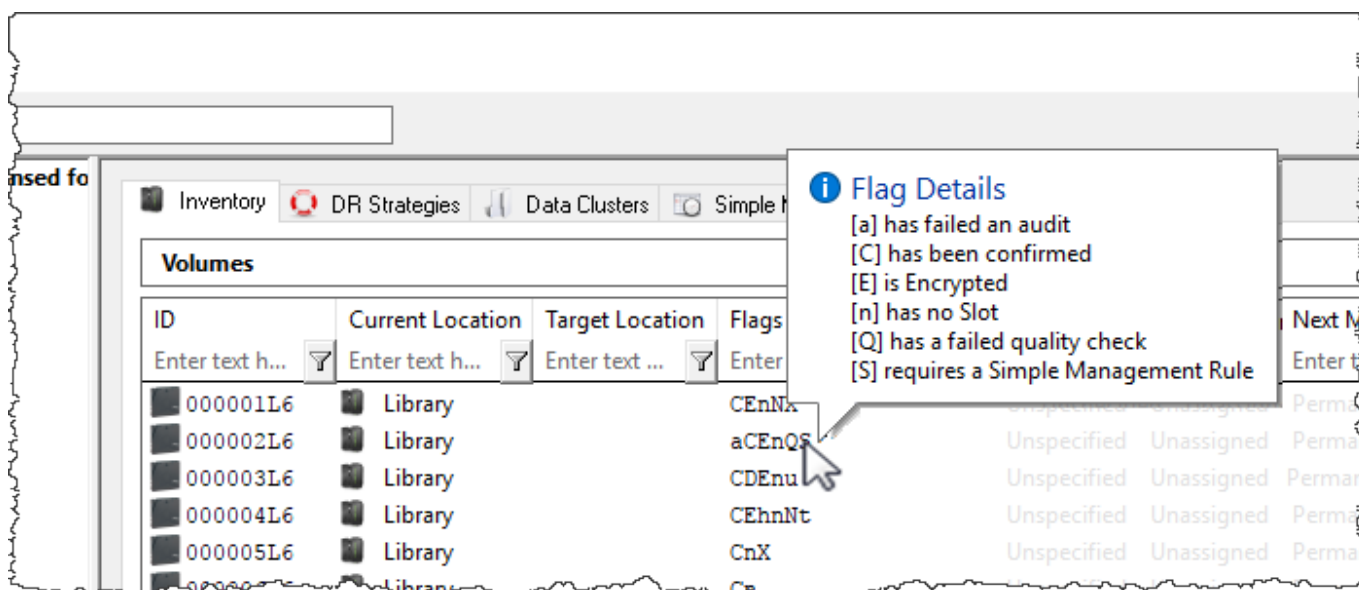 nsed fo
Inventory DR Strategies Data Clusters Simple
Flag Details
[a] has failed an audit
[C] has been confirmed
[E] is Encrypted
[n] has no Slot
[Q] has a failed quality check
[S] requires a Simple Management Rule
Volumes
ID Current Location Target Location Flags Next M
Enter text h... Enter text h... Enter text ... Enter Enter t
000001L6 Library CEnNX Unspecified Unassigned Perma
000002L6 Library aCEnQS Unspecified Unassigned Perma
000003L6 Library CDEnu Unspecified Unassigned Perman
000004L6 Library CEhnNt Unspecified Unassigned Perma
000005L6 Library CnX Unspecified Unassigned Perma
Library Cn